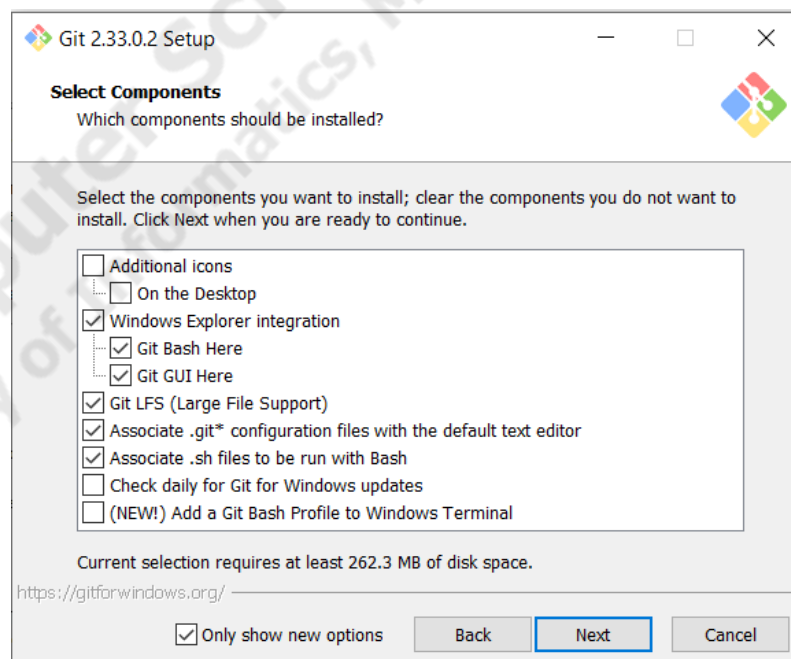 Git 2.33.0.2 Setup
Select Components
Which components should be installed?
Select the components you want to install; clear the components you do not want to
install. Click Next when you are ready to continue.
Additional icons
On the Desktop
Windows Explorer integration
Git Bash Here
Git GUI Here
Git LFS (Large File Support)
Associate .git* configuration files with the default text editor
Associate .sh files to be run with Bash
Check daily for Git for Windows updates
(NEW!) Add a Git Bash Profile to Windows Terminal
Current selection requires at least 262.3 MB of disk space.
https://gitforwindows.org/
Only show new options
Back
Next
Cancel
of Informatics,